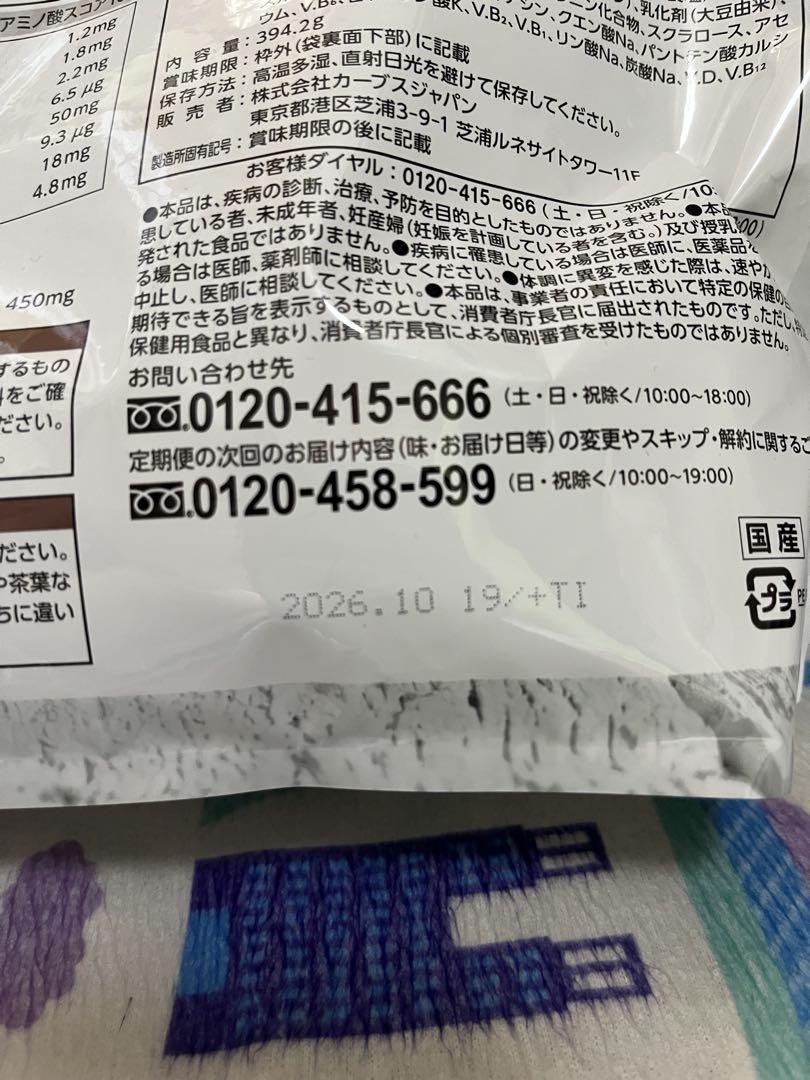 アミノ酸スコア
1.2mg
1.8mg
2.2mg
6.5μg
50mg
9.3μg
18mg
4.8mg
450mg
ニン化合物、乳化剤(大豆由来)、
クエン酸Na、スクラロース、アセ
ウム、V.B₆、 酸K、V.B₂、V.B₁、リン酸Na、パントテン酸カルシ
炭酸Na、V.D、V.B₁₂
内容量:394.2g
賞味期限:枠外(袋裏面下部)に記載
保存方法:高温多湿、直射日光を避けて保存してください。
販売者:株式会社カーブスジャパン
東京都港区芝浦3-9-1 芝浦ルネサイトタワー11F
製造所固有記号:賞味期限の後に記載
お客様ダイヤル:0120-415-666(土・日・祝除く/10:
00)
●本品は、疾病の診断、治療、予防を目的としたものではありません。●本品
患している者、未成年者、妊産婦(妊娠を計画している者を含む。)及び授乳
発された食品ではありません。●疾病に罹患している場合は医師に、医薬品を
る場合は医師、薬剤師に相談してください。●体調に異変を感じた際は、速やか
中止し、医師に相談してください。●本品は、事業者の責任において特定の保健の
期待できる旨を表示するものとして、消費者庁長官に届出されたものです。ただし、
保健用食品と異なり、消費者庁長官による個別審査を受けたものではありません。
するもの
をご確
ださい。
お問い合わせ先
0120-415-666(土・日・祝除く/10:00~18:00)
定期便の次回のお届け内容(味・お届け日等)の変更やスキップ・解約に関するご
0120-458-599(日・祝除く/10:00~19:00)
ださい。
や茶葉な
ちに違い
国産
プラ
2026.10 19/+TI